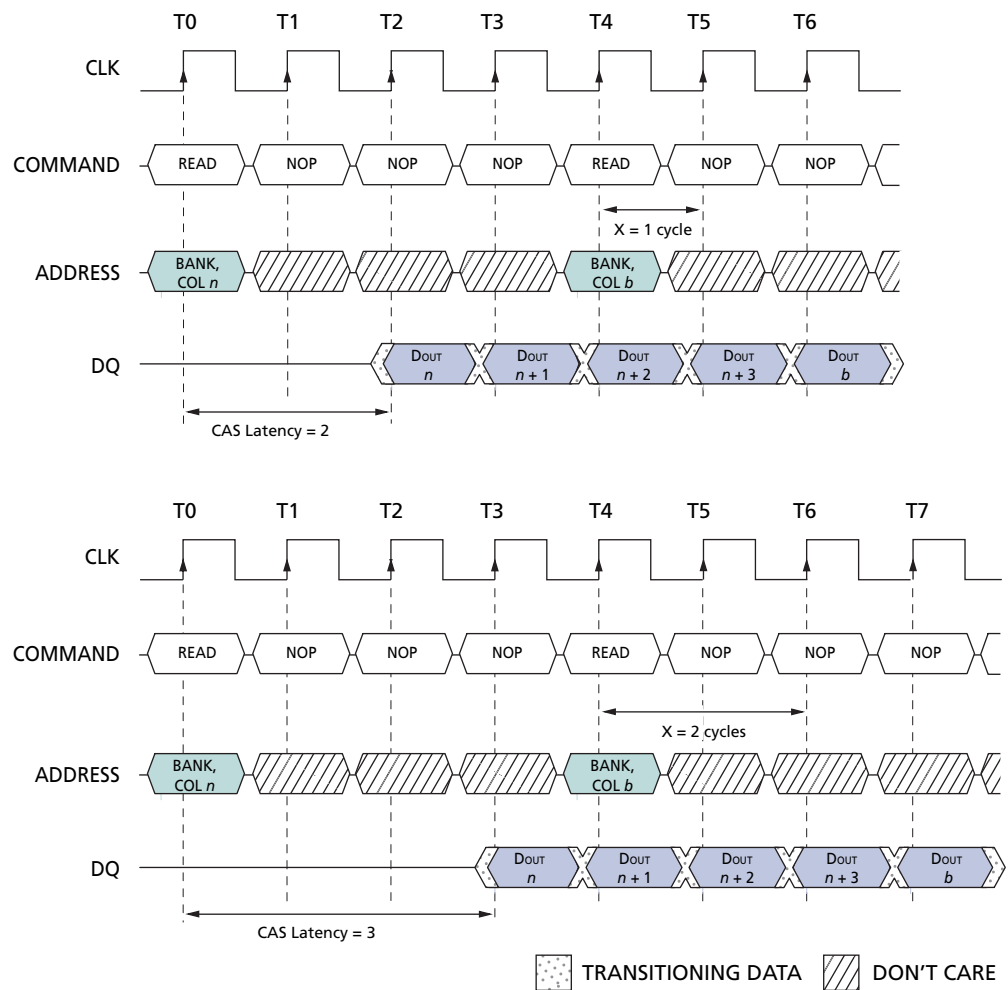 T0 T1 T2 T3 T4 T5 T6
CLK
COMMAND READ NOP NOP NOP READ NOP NOP
X = 1 cycle
ADDRESS BANK, COL n BANK, COL b
DQ DOUT n DOUT n + 1 DOUT n + 2 DOUT n + 3 DOUT b
CAS Latency = 2
T0 T1 T2 T3 T4 T5 T6 T7
CLK
COMMAND READ NOP NOP NOP READ NOP NOP NOP
X = 2 cycles
ADDRESS BANK, COL n BANK, COL b
DQ DOUT n DOUT n + 1 DOUT n + 2 DOUT n + 3 DOUT b
CAS Latency = 3
TRANSITIONING DATA DON'T CARE